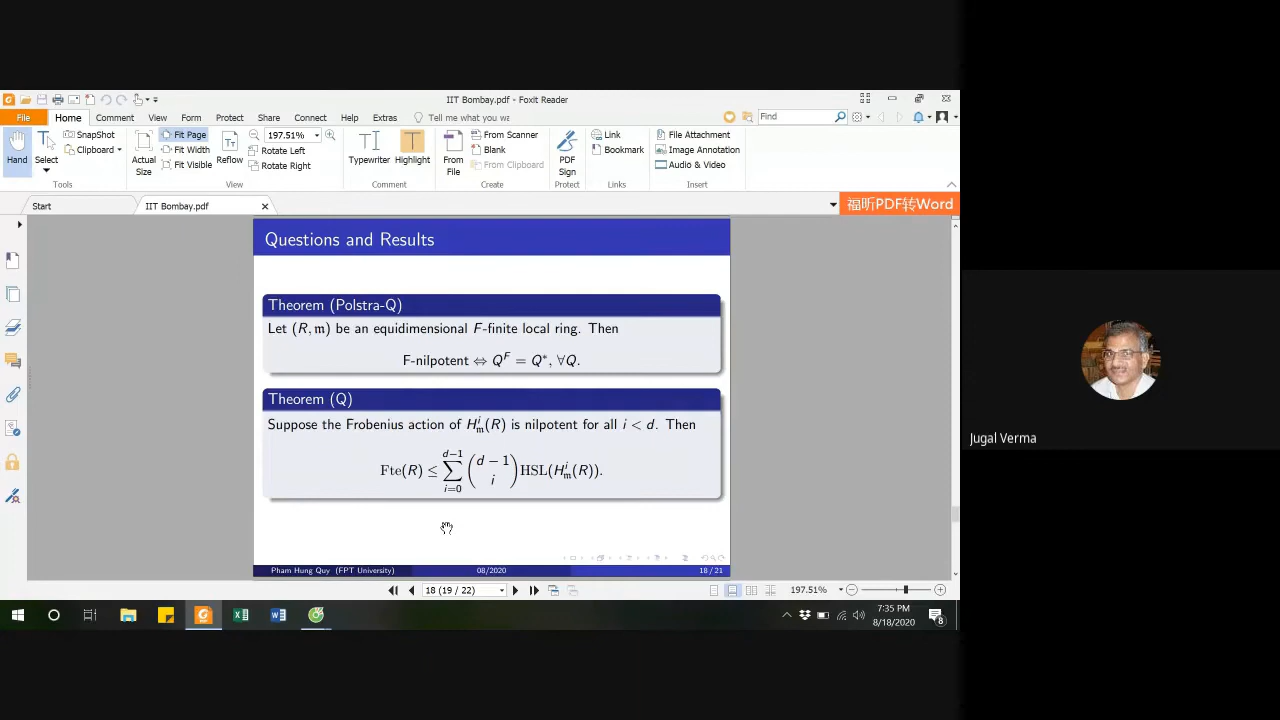 IIT Bombay.pdf - Foxit Reader
File Home Comment View Form Protect Share Connect Extras Tell me what you wa Find
Hand Select SnapShot Clipboard Actual Size Fit Page Fit Width Fit Visible Reflow 197.51% Rotate Left Rotate Right Typewriter Highlight From File From Scanner Blank From Clipboard PDF Sign Link Bookmark File Attachment Image Annotation Audio & Video
Tools View Comment Create Protect Links Insert
Start IIT Bombay.pdf 福昕PDF转Word
Questions and Results
Theorem (Polstra-Q)
Let (R, 𝔪) be an equidimensional F-finite local ring. Then
F-nilpotent ⇔ Q^F = Q^*, ∀Q.
Theorem (Q)
Suppose the Frobenius action of H^i_𝔪(R) is nilpotent for all i < d. Then
Fte(R) ≤ ∑_{i=0}^{d−1} \binom{d − 1}{i} HSL(H^i_𝔪(R)).
Pham Hung Quy (FPT University) 08/2020 18 / 21
18 (19 / 22) 197.51%
7:35 PM
8/18/2020
8
Jugal Verma